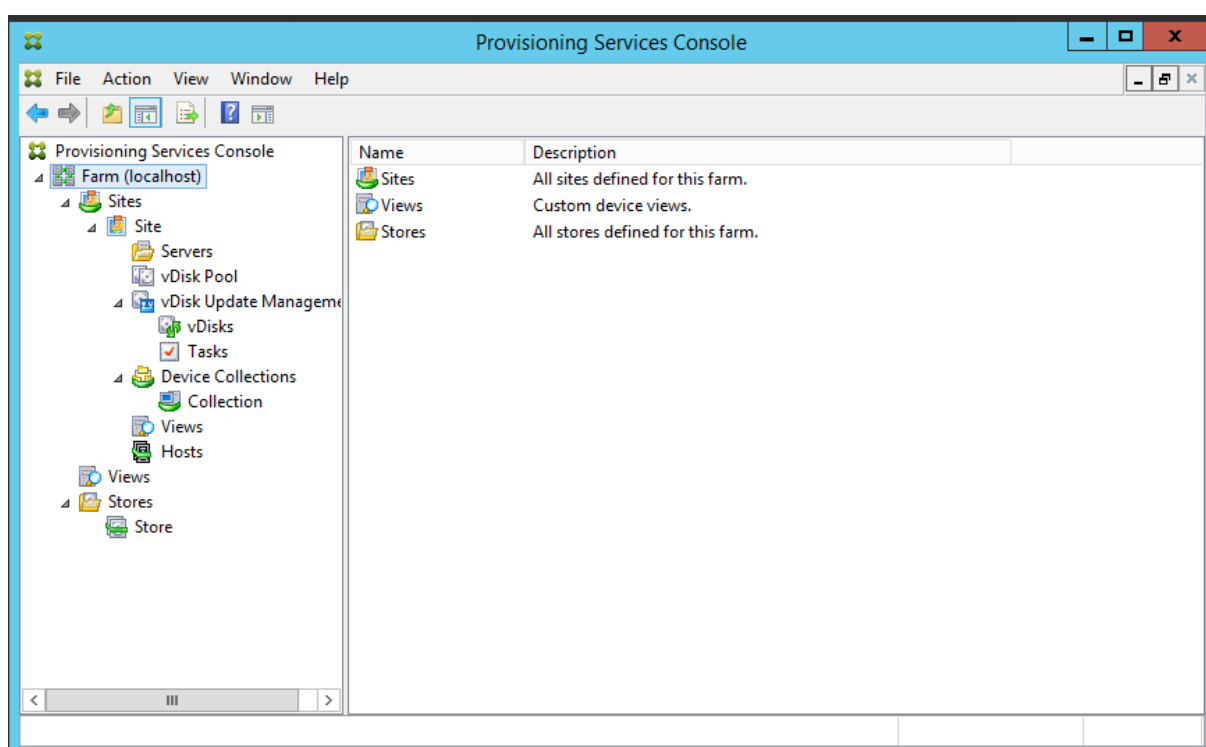 Provisioning Services Console
File Action View Window Help
Provisioning Services Console
Farm (localhost)
Sites
Site
Servers
vDisk Pool
vDisk Update Manageme
vDisks
Tasks
Device Collections
Collection
Views
Hosts
Views
Stores
Store
Name Description
Sites All sites defined for this farm.
Views Custom device views.
Stores All stores defined for this farm.